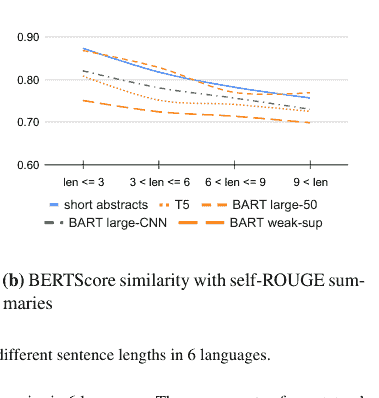 0.90
0.80
0.70
0.60
len <= 3 3 < len <= 6 6 < len <= 9 9 < len
short abstracts T5 BART large-50
BART large-CNN BART weak-sup
(b) BERTScore similarity with self-ROUGE sum-
maries
different sentence lengths in 6 languages.